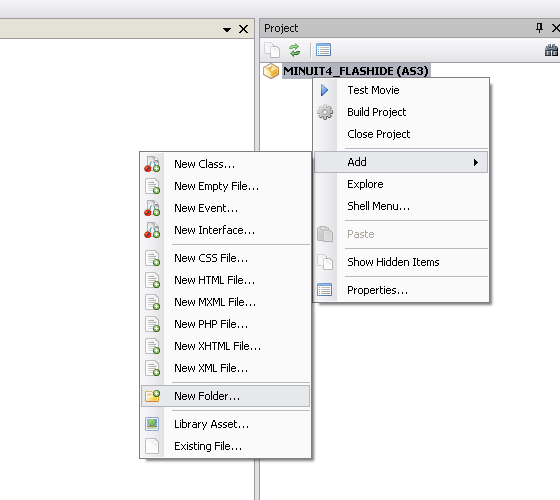 Project
MINUIT4_FLASHIDE (AS3)
Test Movie
Build Project
Close Project
Add
Explore
Shell Menu...
Paste
Show Hidden Items
Properties...
New Class...
New Empty File...
New Event...
New Interface...
New CSS File...
New HTML File...
New MXML File...
New PHP File...
New XHTML File...
New XML File...
New Folder...
Library Asset...
Existing File...